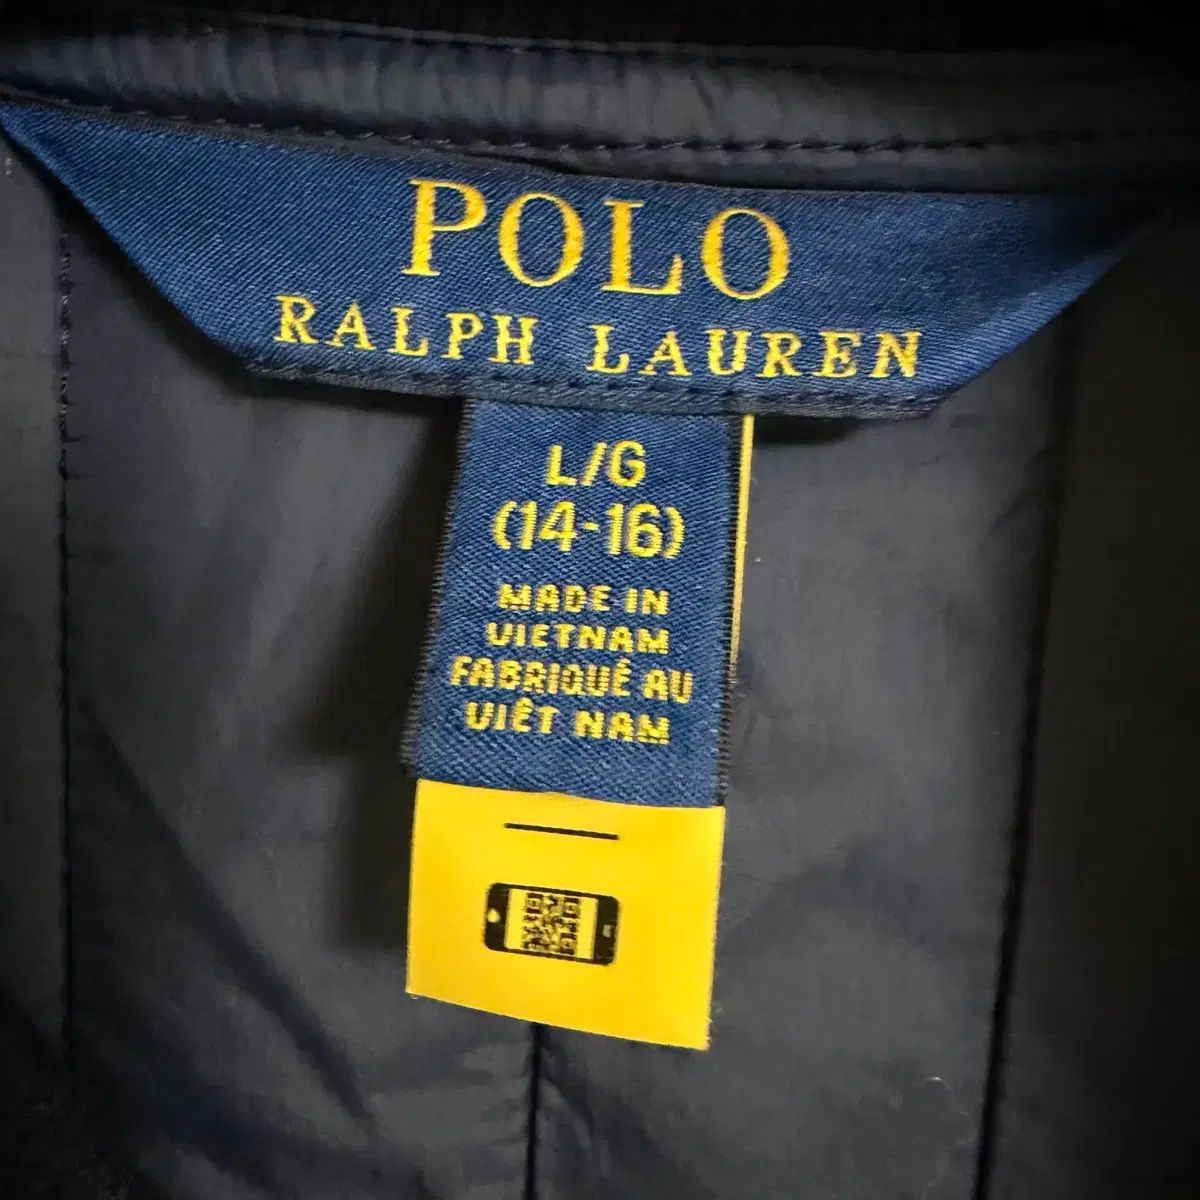 POLO
RALPH LAUREN
L/G
(14-16)
MADE IN
VIETNAM
FABRIQUÉ AU
VIÊT NAM